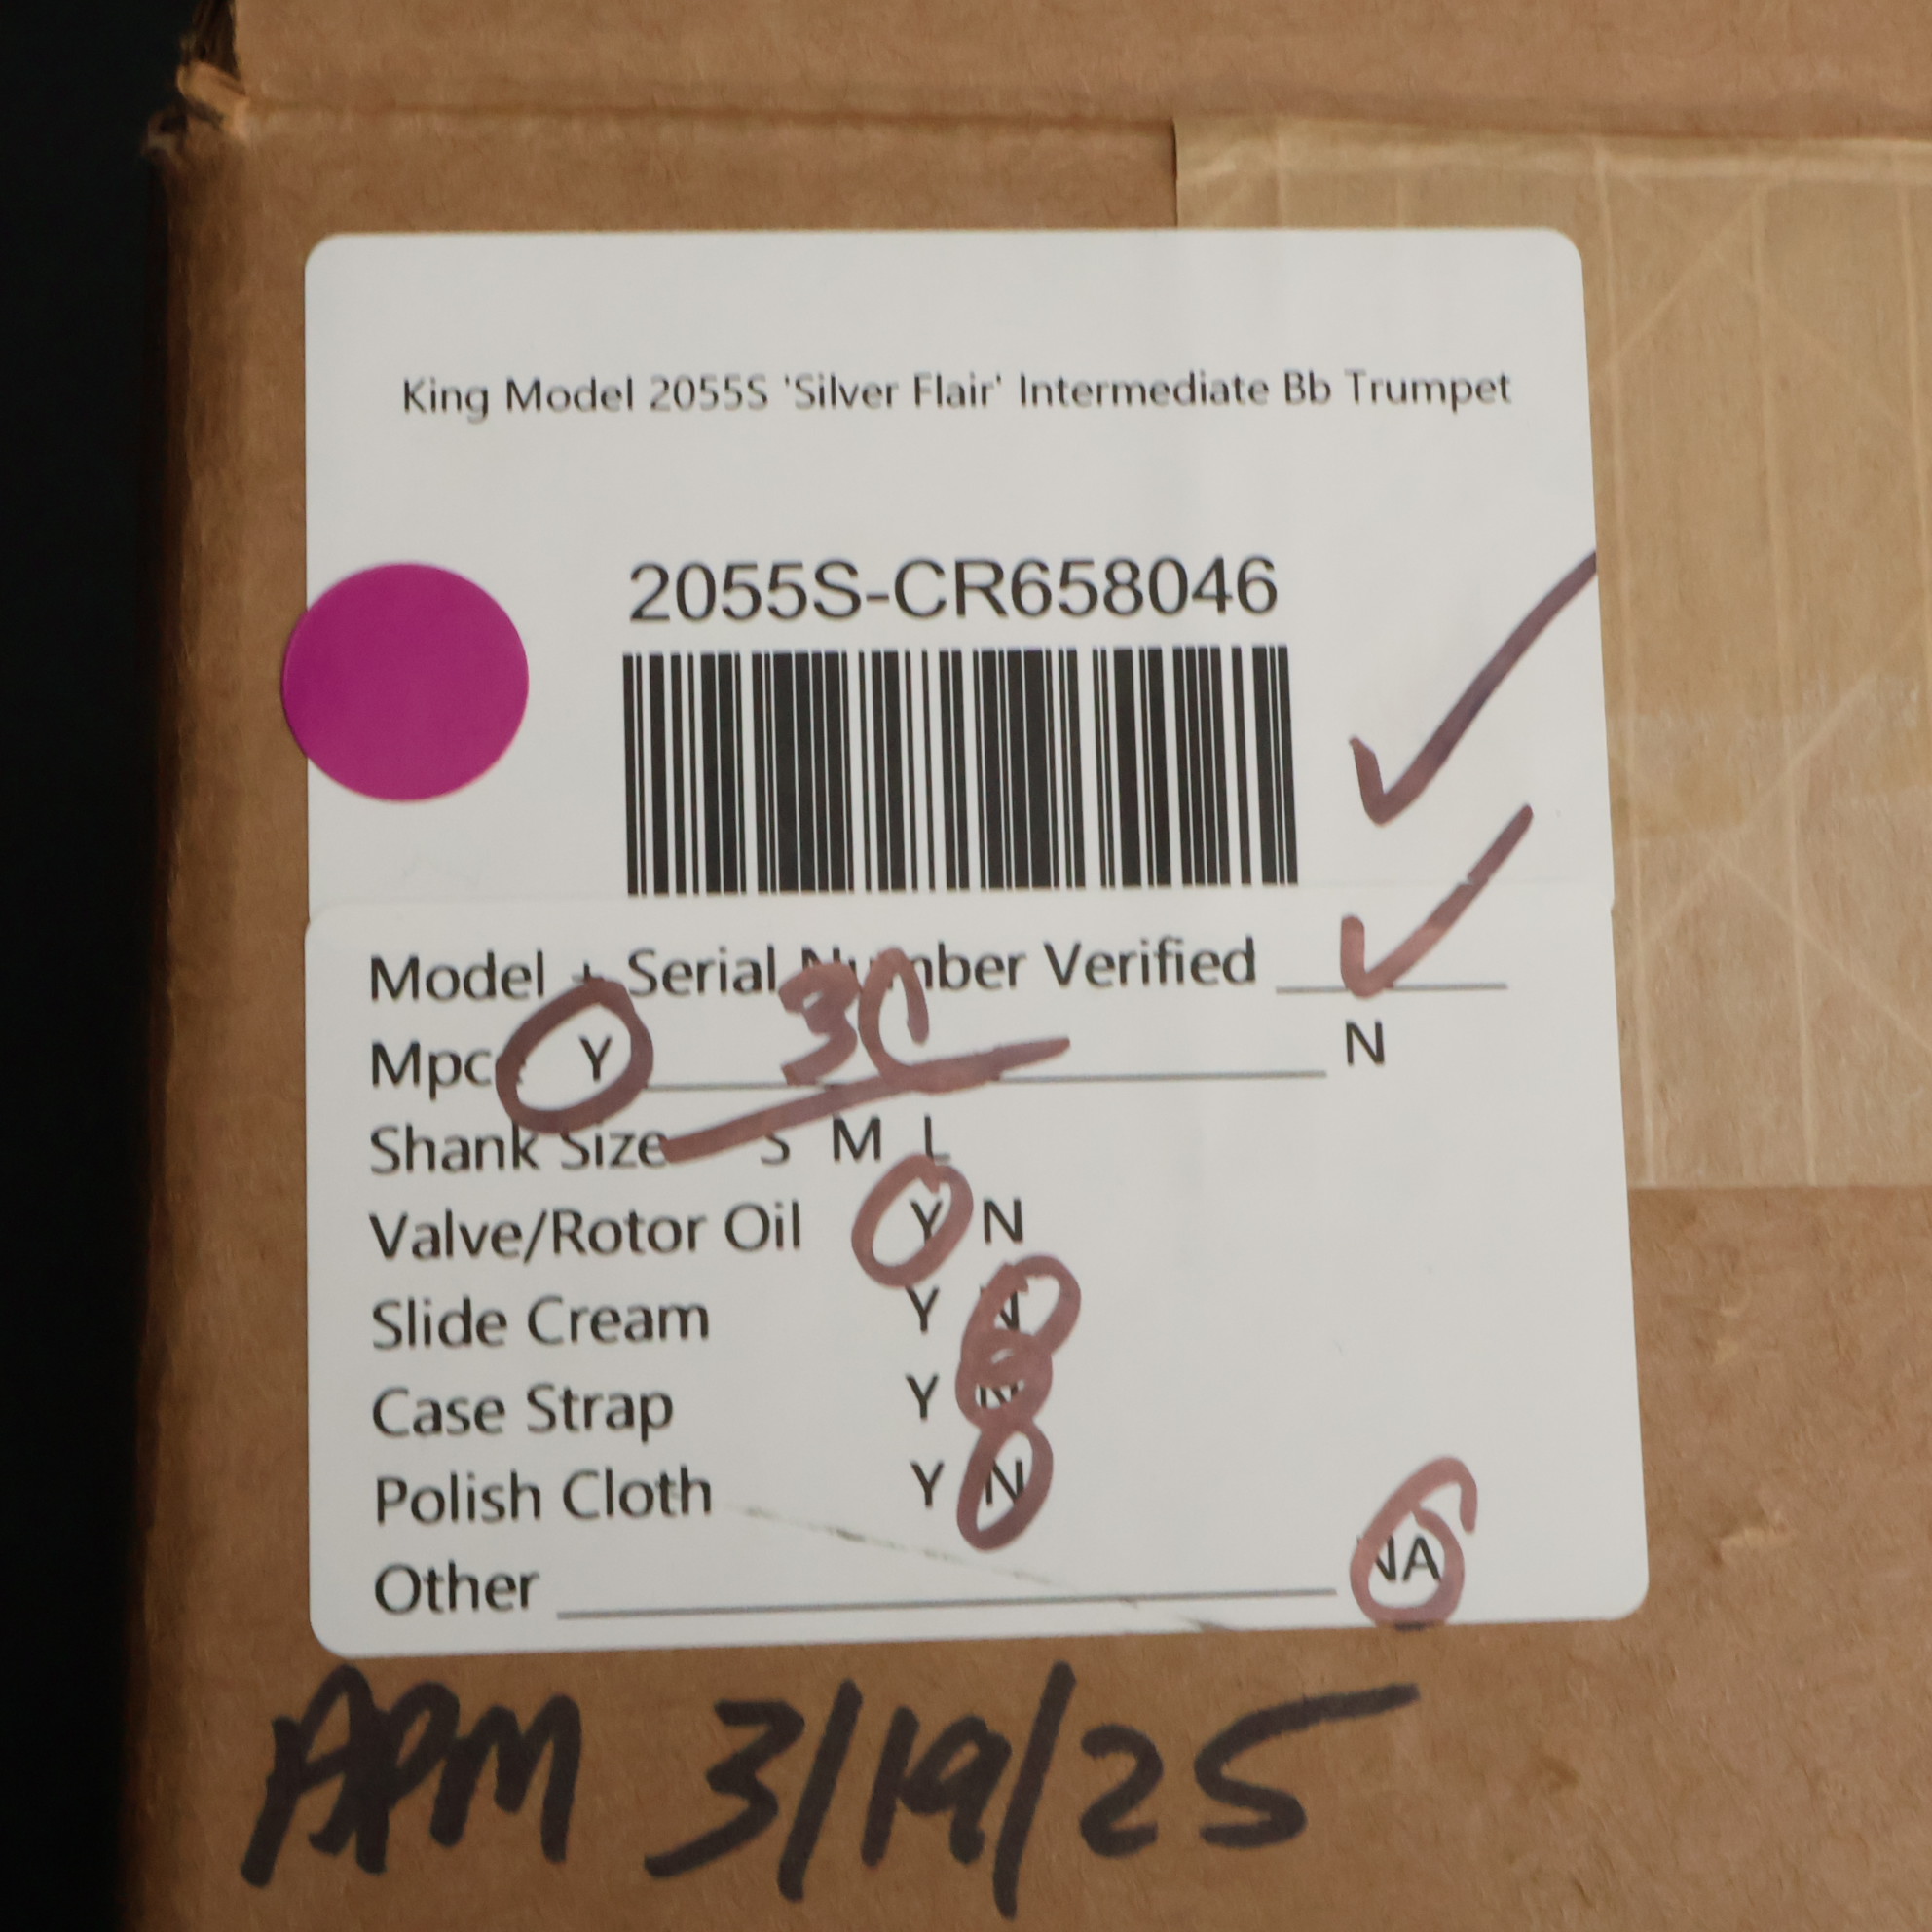 King Model 2055S 'Silver Flair' Intermediate Bb Trumpet
2055S-CR658046
Model + Serial Number Verified ✓
Mpc Y 3C N
Shank Size S M L
Valve/Rotor Oil Y N
Slide Cream Y N
Case Strap Y N
Polish Cloth Y N
Other NA
APM 3/19/25